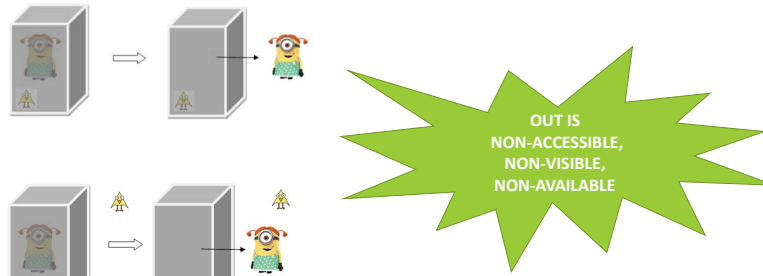 OUT IS
NON-ACCESSIBLE,
NON-VISIBLE,
NON-AVAILABLE